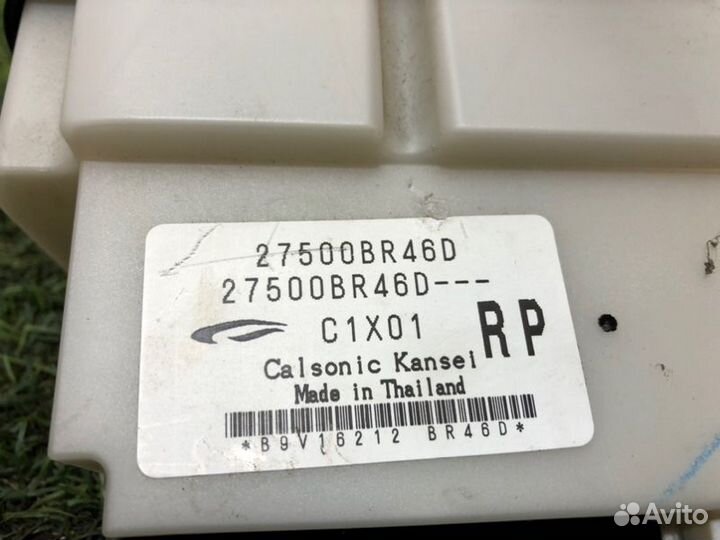 27500BR46D
27500BR46D---
C1X01
RP
Calsonic Kansei
Made in Thailand
*B9V16212 BR46D*
Avito